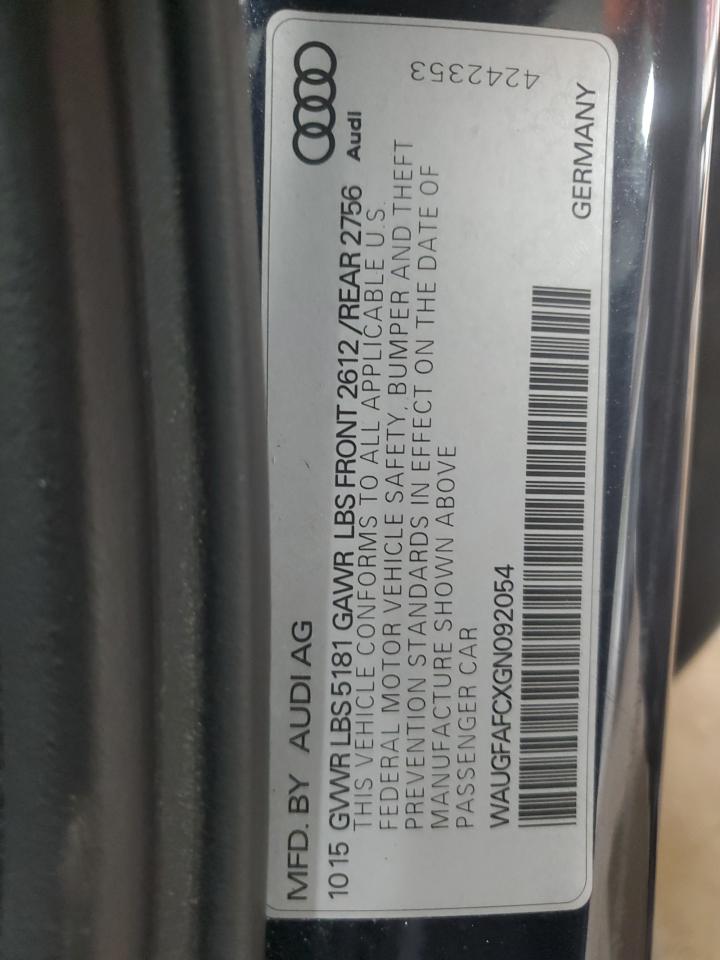 MFD. BY AUDI AG
Audi
10 15 GVWR LBS 5181 GAWR LBS FRONT 2612 /REAR 2756
THIS VEHICLE CONFORMS TO ALL APPLICABLE U.S.
FEDERAL MOTOR VEHICLE SAFETY, BUMPER AND THEFT
PREVENTION STANDARDS IN EFFECT ON THE DATE OF
MANUFACTURE SHOWN ABOVE
PASSENGER CAR
4242353
WAUGFAFCXGN092054
GERMANY